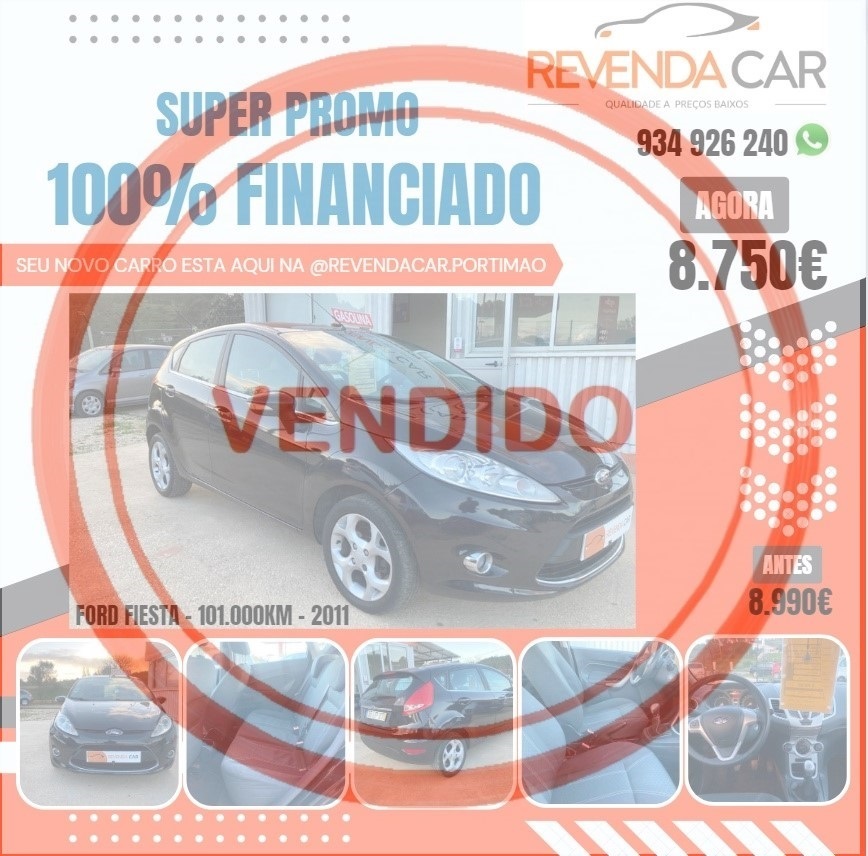 REVENDA CAR
QUALIDADE A PREÇOS BAIXOS
SUPER PROMO
934 926 240
100% FINANCIADO
AGORA
8.750€
SEU NOVO CARRO ESTA AQUI NA @REVENDACAR.PORTIMAO
GASOLINA
VENDIDO
ANTES
8.990€
FORD FIESTA - 101.000KM - 2011